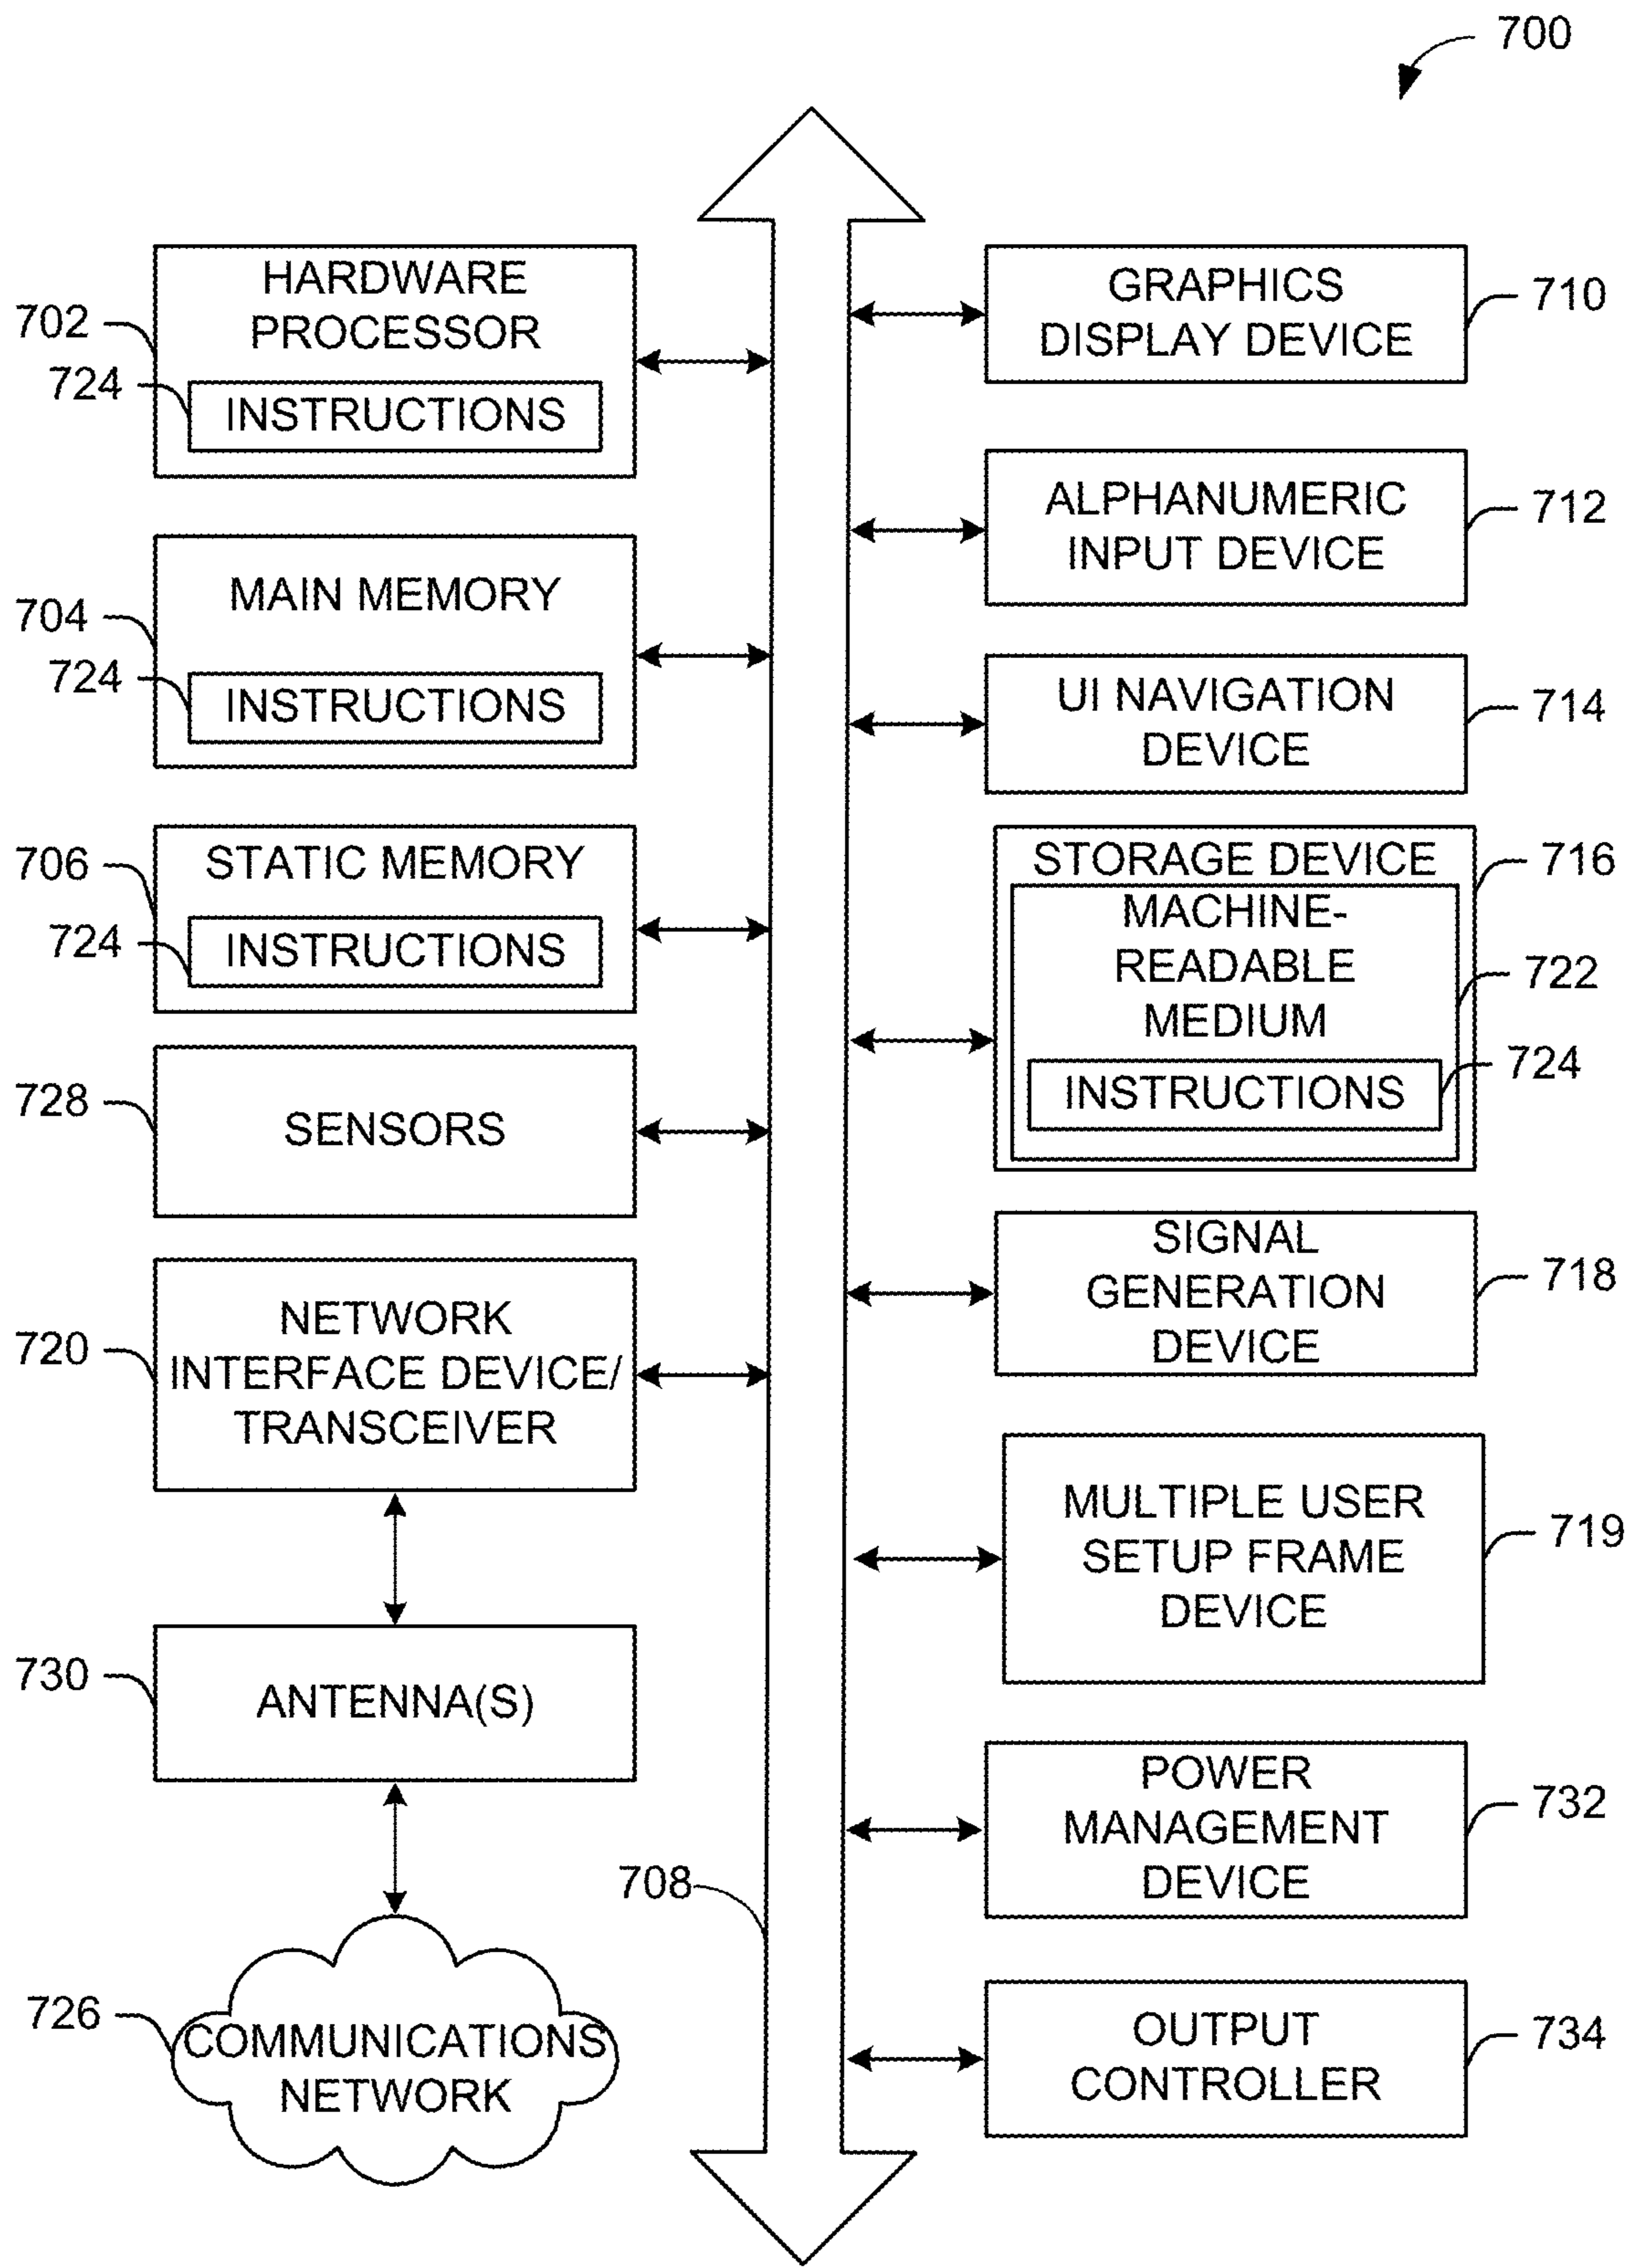 700
HARDWARE
PROCESSOR
702
724
INSTRUCTIONS
MAIN MEMORY
704
724
INSTRUCTIONS
STATIC MEMORY
706
724
INSTRUCTIONS
728
SENSORS
NETWORK
720
INTERFACE DEVICE/
TRANSCEIVER
730
ANTENNA(S)
708
726
COMMUNICATIONS
NETWORK
GRAPHICS
DISPLAY DEVICE
710
ALPHANUMERIC
INPUT DEVICE
712
UI NAVIGATION
DEVICE
714
STORAGE DEVICE
716
MACHINE-
READABLE
MEDIUM
722
724
INSTRUCTIONS
SIGNAL
GENERATION
DEVICE
718
MULTIPLE USER
SETUP FRAME
DEVICE
719
POWER
MANAGEMENT
DEVICE
732
OUTPUT
CONTROLLER
734